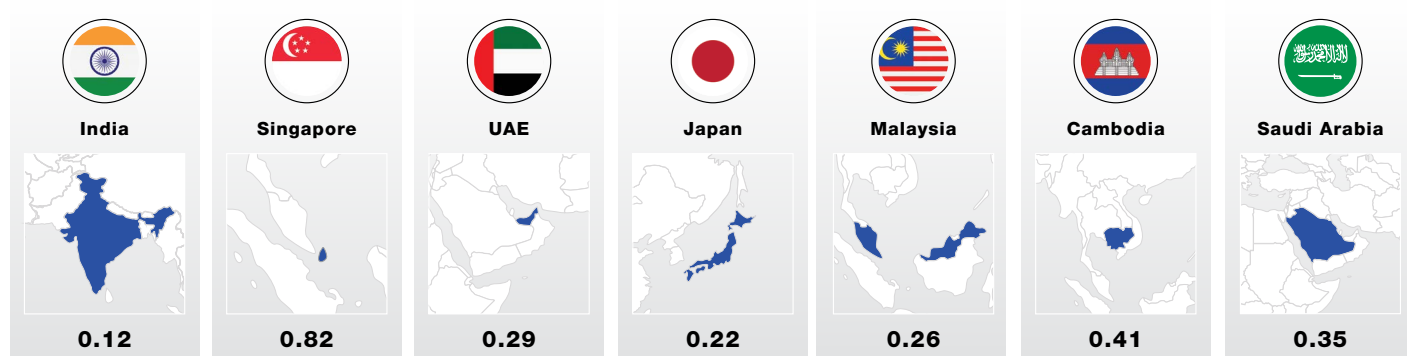 India
Singapore
UAE
Japan
Malaysia
Cambodia
Saudi Arabia
0.12
0.82
0.29
0.22
0.26
0.41
0.35